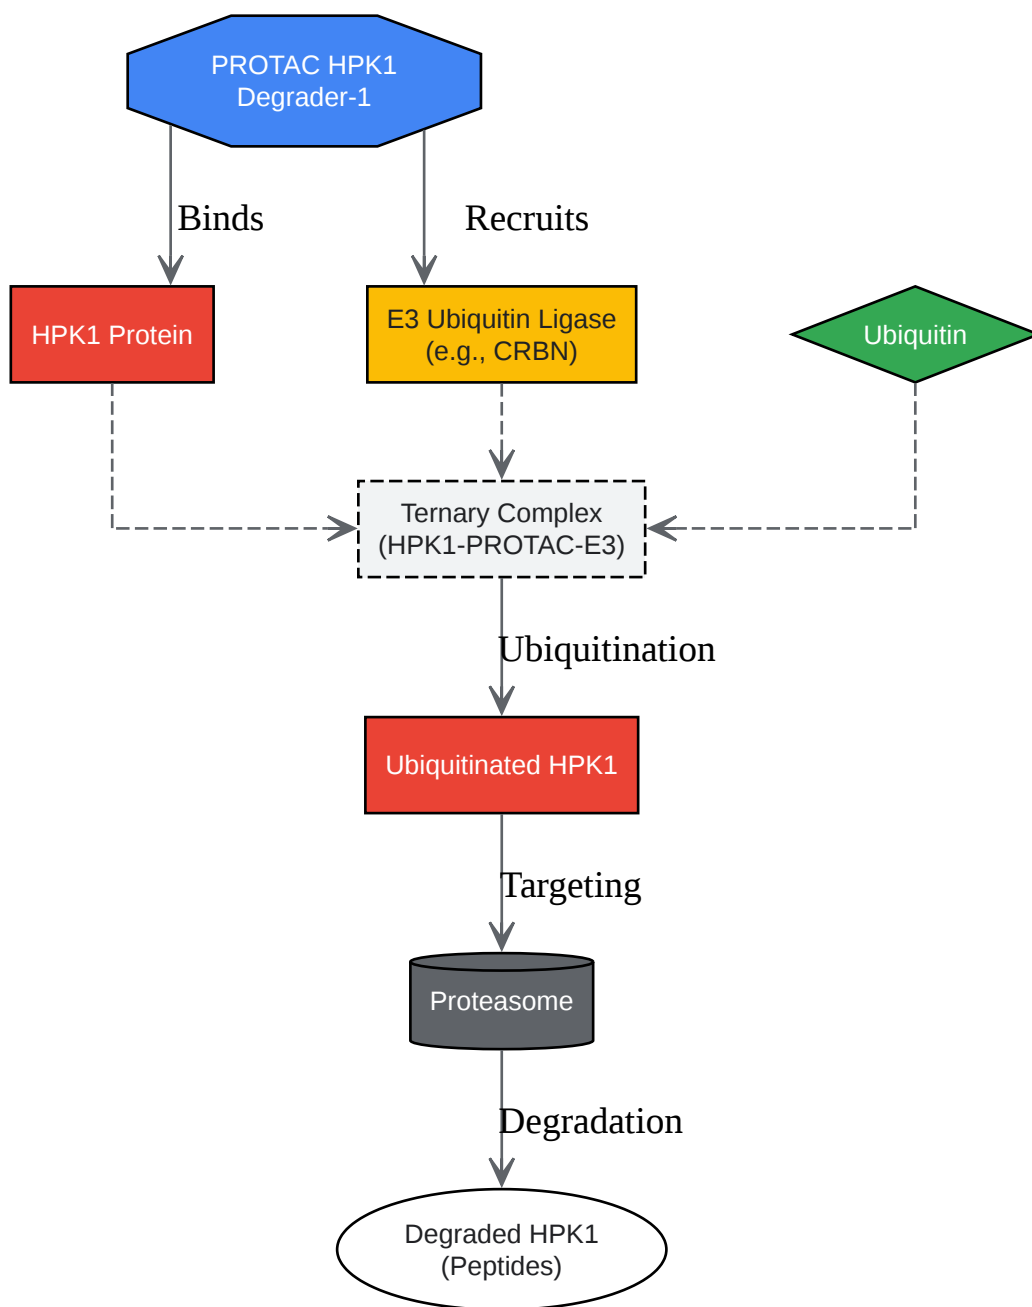 PROTAC HPK1
Degrader-1
Binds
Recruits
HPK1 Protein
E3 Ubiquitin Ligase
(e.g., CRBN)
Ubiquitin
Ternary Complex
(HPK1-PROTAC-E3)
Ubiquitination
Ubiquitinated HPK1
Targeting
Proteasome
Degradation
Degraded HPK1
(Peptides)